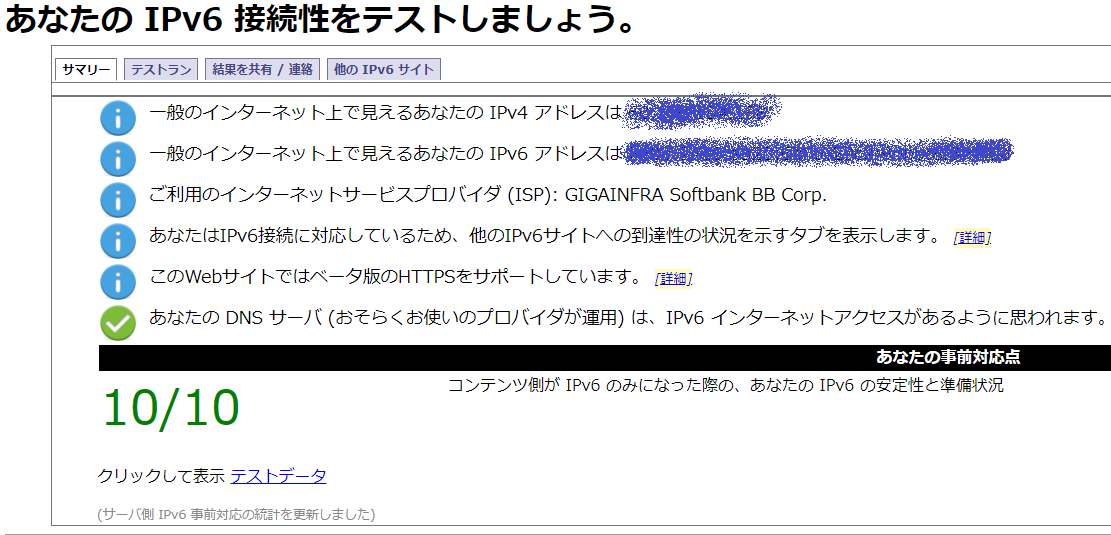 あなたの IPv6 接続性をテストしましょう。
サマリー テストラン 結果を共有 / 連絡 他の IPv6 サイト
一般のインターネット上で見えるあなたの IPv4 アドレスは
一般のインターネット上で見えるあなたの IPv6 アドレスは
ご利用のインターネットサービスプロバイダ (ISP): GIGAINFRA Softbank BB Corp.
あなたはIPv6接続に対応しているため、他のIPv6サイトへの到達性の状況を示すタブを表示します。 [詳細]
このWebサイトではベータ版のHTTPSをサポートしています。 [詳細]
あなたの DNS サーバ (おそらくお使いのプロバイダが運用) は、IPv6 インターネットアクセスがあるように思われます。
あなたの事前対応点
10/10
コンテンツ側が IPv6 のみになった際の、あなたの IPv6 の安定性と準備状況
クリックして表示 テストデータ
(サーバ側 IPv6 事前対応の統計を更新しました)